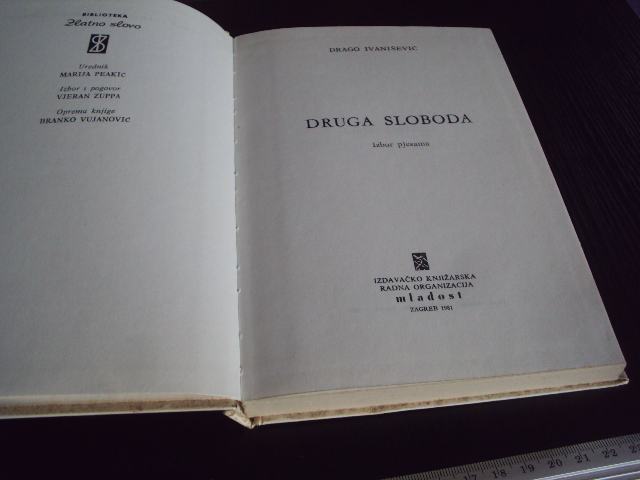 BIBLIOTEKA
Zlatno slovo
Urednik
MARIJA PEAKIĆ
Izbor i pogovor
VJERAN ZUPPA
Oprema knjige
BRANKO VUJANOVIĆ
DRAGO IVANIŠEVIĆ
DRUGA SLOBODA
Izbor pjesama
IZDAVAČKO KNJIŽARSKA
RADNA ORGANIZACIJA
mladost
ZAGREB 1981
17 18 19 20 21 22 2